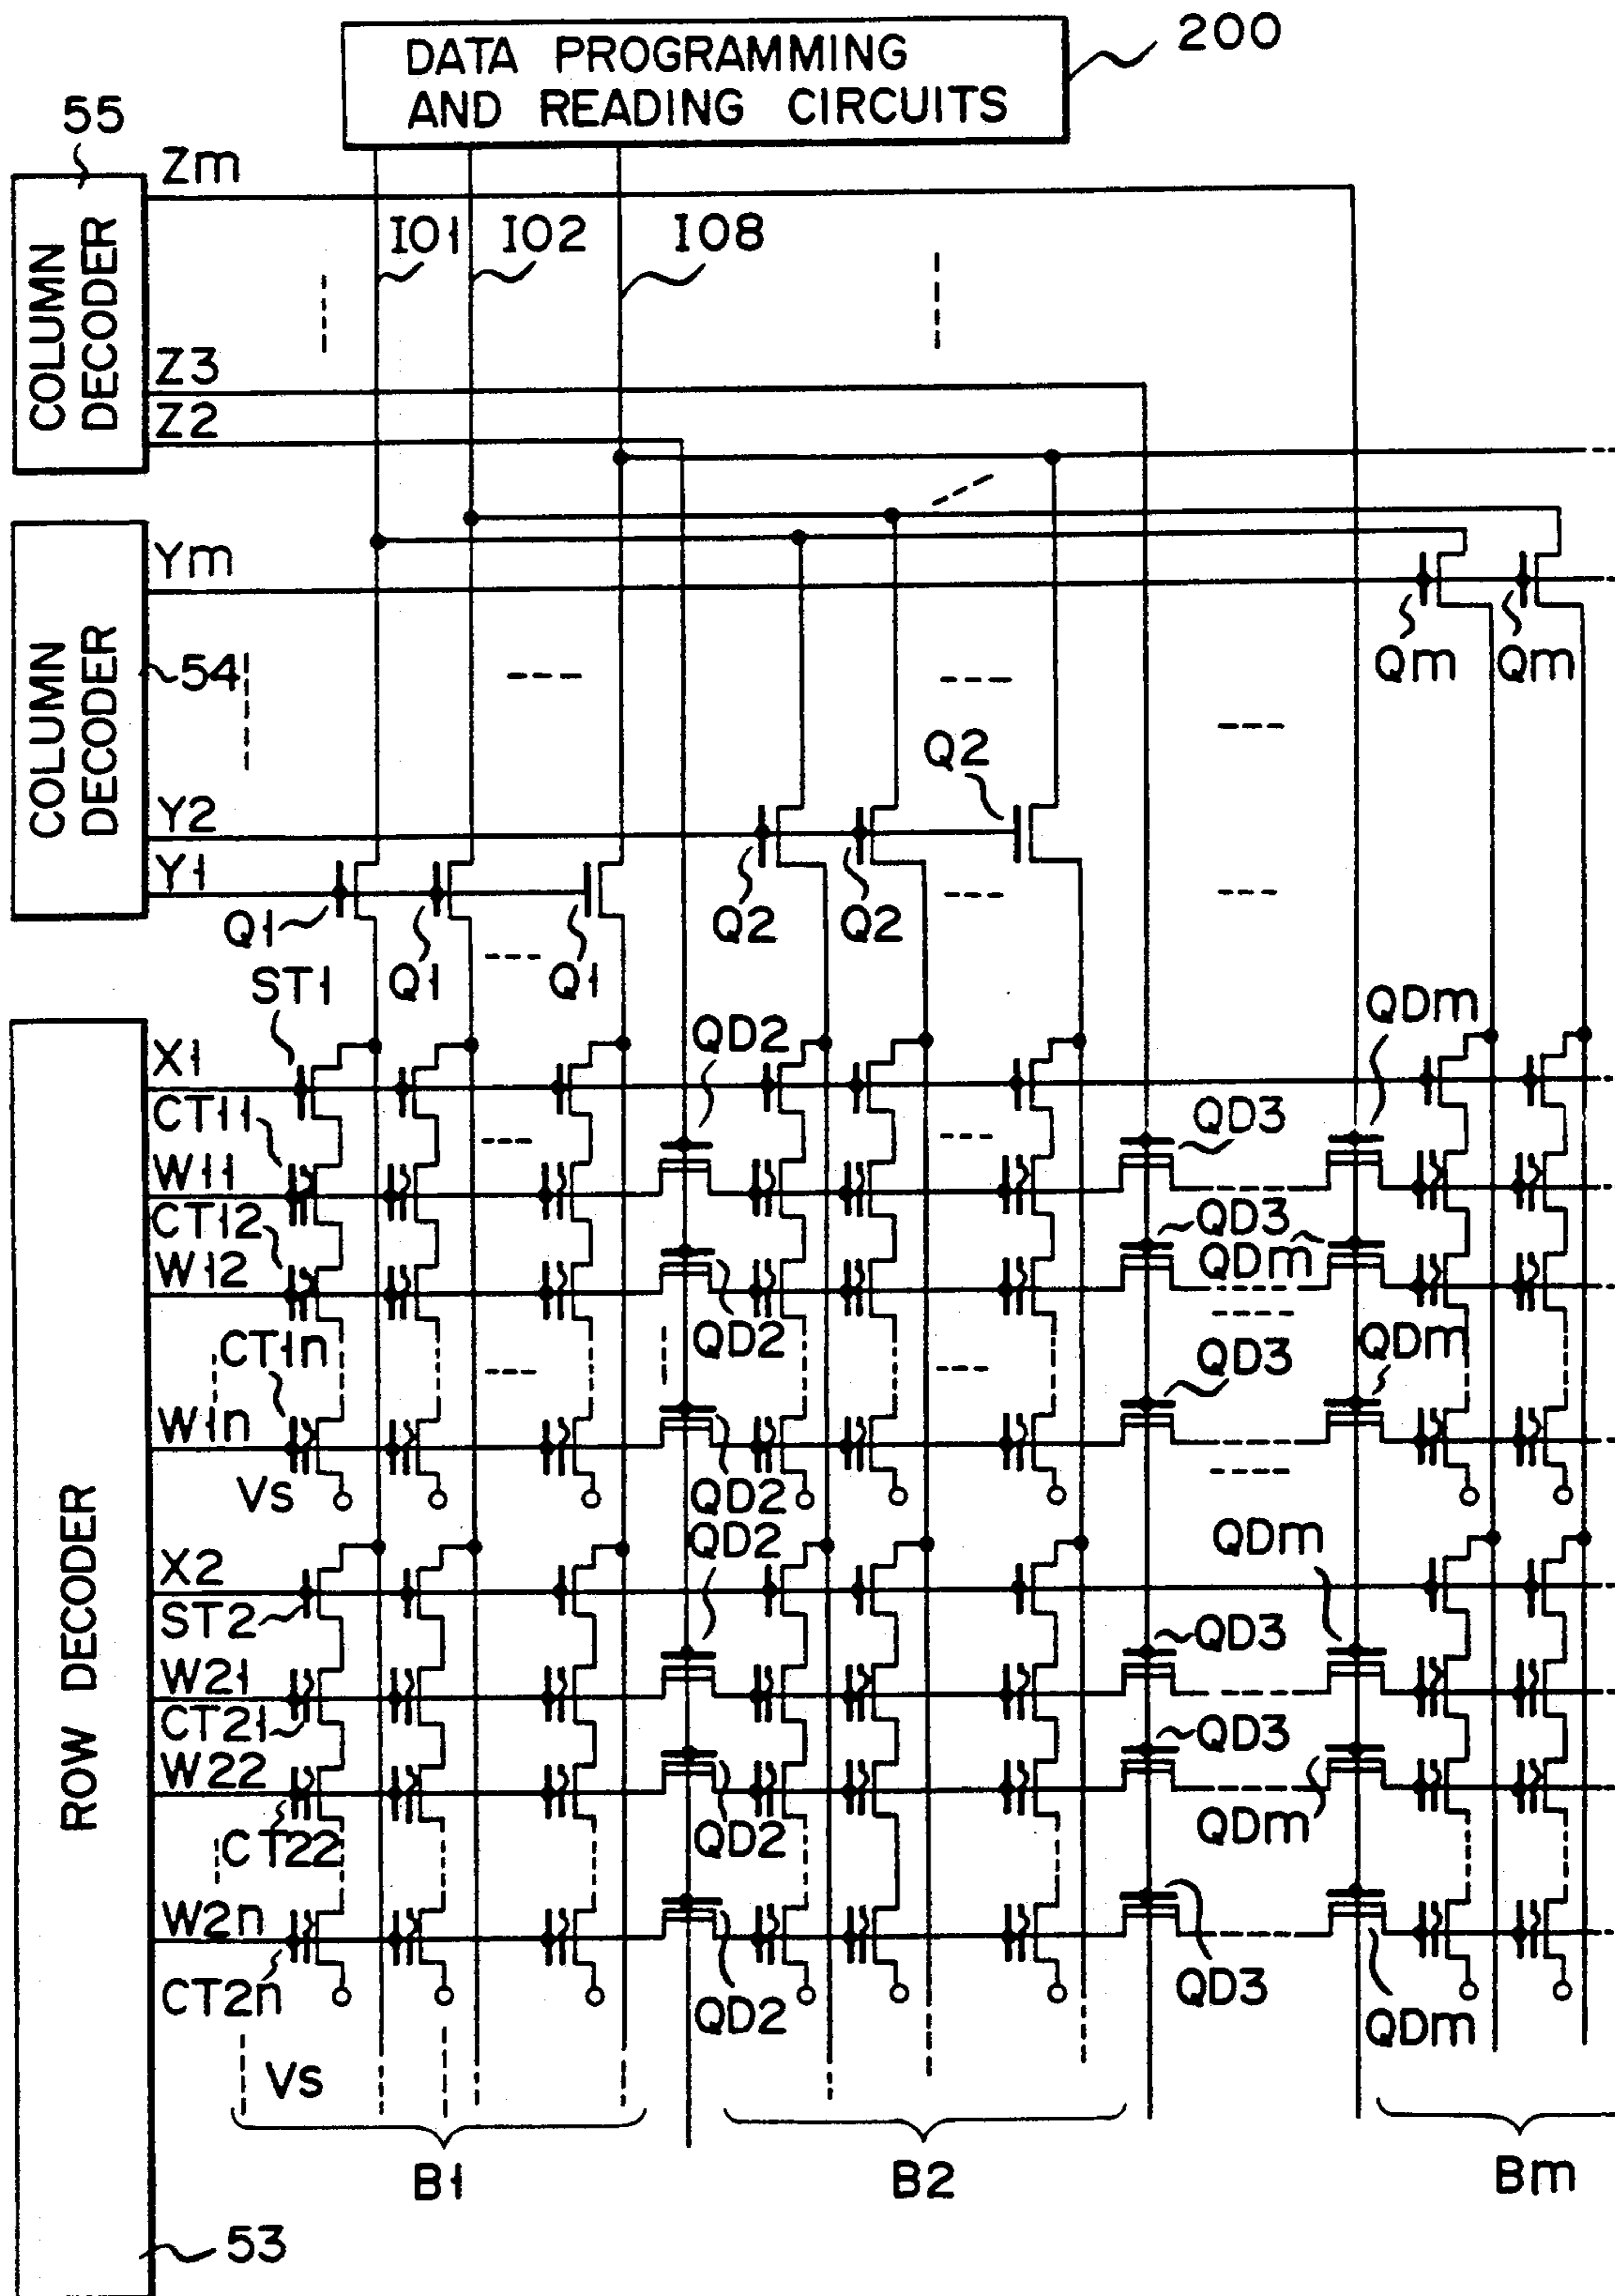 200
DATA PROGRAMMING
AND READING CIRCUITS
55
Zm
IO1 IO2 IO8
COLUMN
DECODER
Z3
Z2
Ym
Qm Qm
COLUMN
DECODER
54
Q2
Y2
Y1
Q1 Q1 Q1 Q2 Q2
ST1
QDm
X1
QD2
CT11
QD3
W11
CT12
QD3
W12
QDm
CT1n
QD2
QD3
QDm
W1n
Vs
QD2
QD2
QDm
X2
ST2
QD3
W21
CT21
QD3
W22
QDm
CT22
QD2
W2n
CT2n
QD2
QD3
QDm
Vs
ROW DECODER
B1 B2 Bm
53